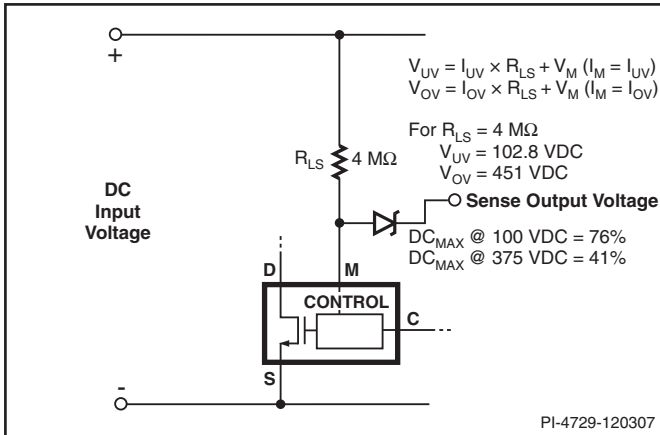 +
V_UV = I_UV × R_LS + V_M (I_M = I_UV)
V_OV = I_OV × R_LS + V_M (I_M = I_OV)
For R_LS = 4 MΩ
V_UV = 102.8 VDC
V_OV = 451 VDC
R_LS 4 MΩ
DC
Input
Voltage
Sense Output Voltage
DC_MAX @ 100 VDC = 76%
DC_MAX @ 375 VDC = 41%
D M
CONTROL
C
S
-
PI-4729-120307